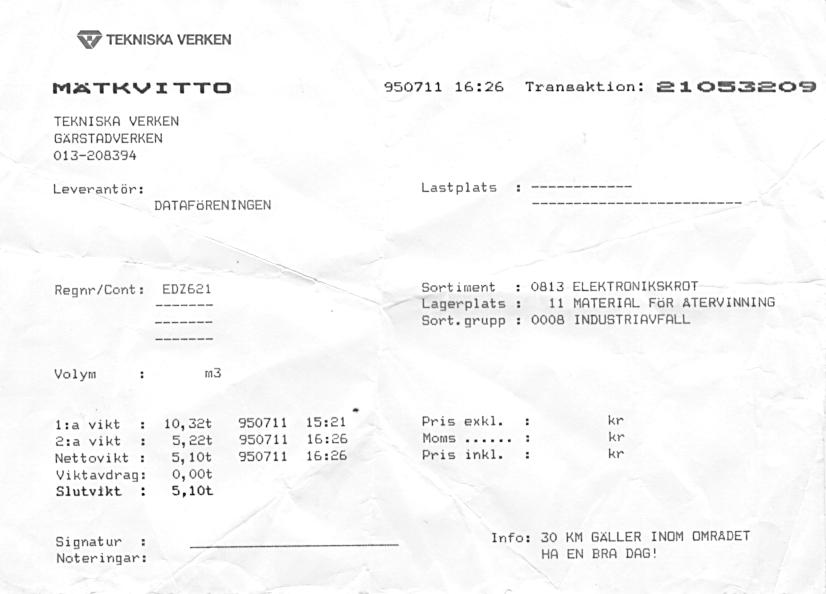 TEKNISKA VERKEN
MÄTKVITTO 950711 16:26 Transaktion: 21053209
TEKNISKA VERKEN
GÄRSTADVERKEN
013-208394
Leverantör: Lastplats : ------------
DATAFÖRENINGEN -------------------------
Regnr/Cont: EDZ621 Sortiment : 0813 ELEKTRONIKSKROT
------- Lagerplats : 11 MATERIAL FÖR ATERVINNING
------- Sort.grupp : 0008 INDUSTRIAVFALL
-------
Volym : m3
1:a vikt : 10,32t 950711 15:21 Pris exkl. : kr
2:a vikt : 5,22t 950711 16:26 Moms ...... : kr
Nettovikt : 5,10t 950711 16:26 Pris inkl. : kr
Viktavdrag: 0,00t
Slutvikt : 5,10t
Signatur : Info: 30 KM GÄLLER INOM OMRADET
Noteringar: HA EN BRA DAG!